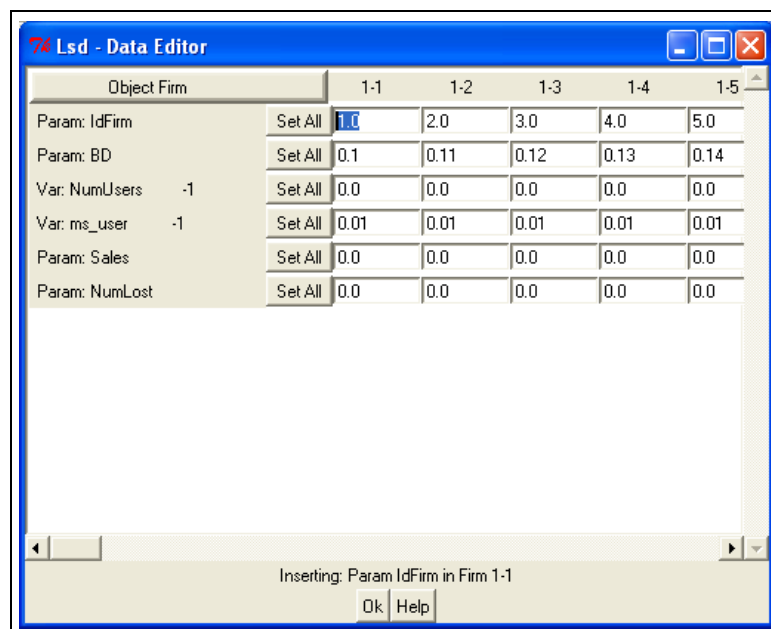 7% Lsd - Data Editor
Object Firm 1-1 1-2 1-3 1-4 1-5
Param: IdFirm Set All 1.0 2.0 3.0 4.0 5.0
Param: BD Set All 0.1 0.11 0.12 0.13 0.14
Var: NumUsers -1 Set All 0.0 0.0 0.0 0.0 0.0
Var: ms_user -1 Set All 0.01 0.01 0.01 0.01 0.01
Param: Sales Set All 0.0 0.0 0.0 0.0 0.0
Param: NumLost Set All 0.0 0.0 0.0 0.0 0.0
Inserting: Param IdFirm in Firm 1-1
Ok Help